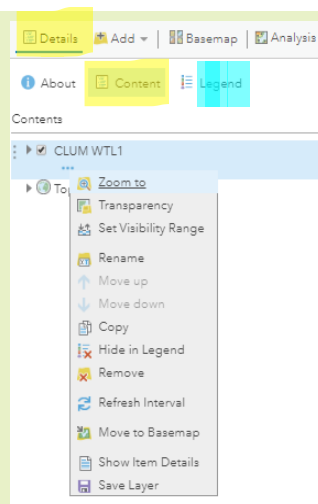 Details Add Basemap Analysis
About Content Legend
Contents
CLUM WTL1
Zoom to
Transparency
Set Visibility Range
Rename
Move up
Move down
Copy
Hide in Legend
Remove
Refresh Interval
Move to Basemap
Show Item Details
Save Layer